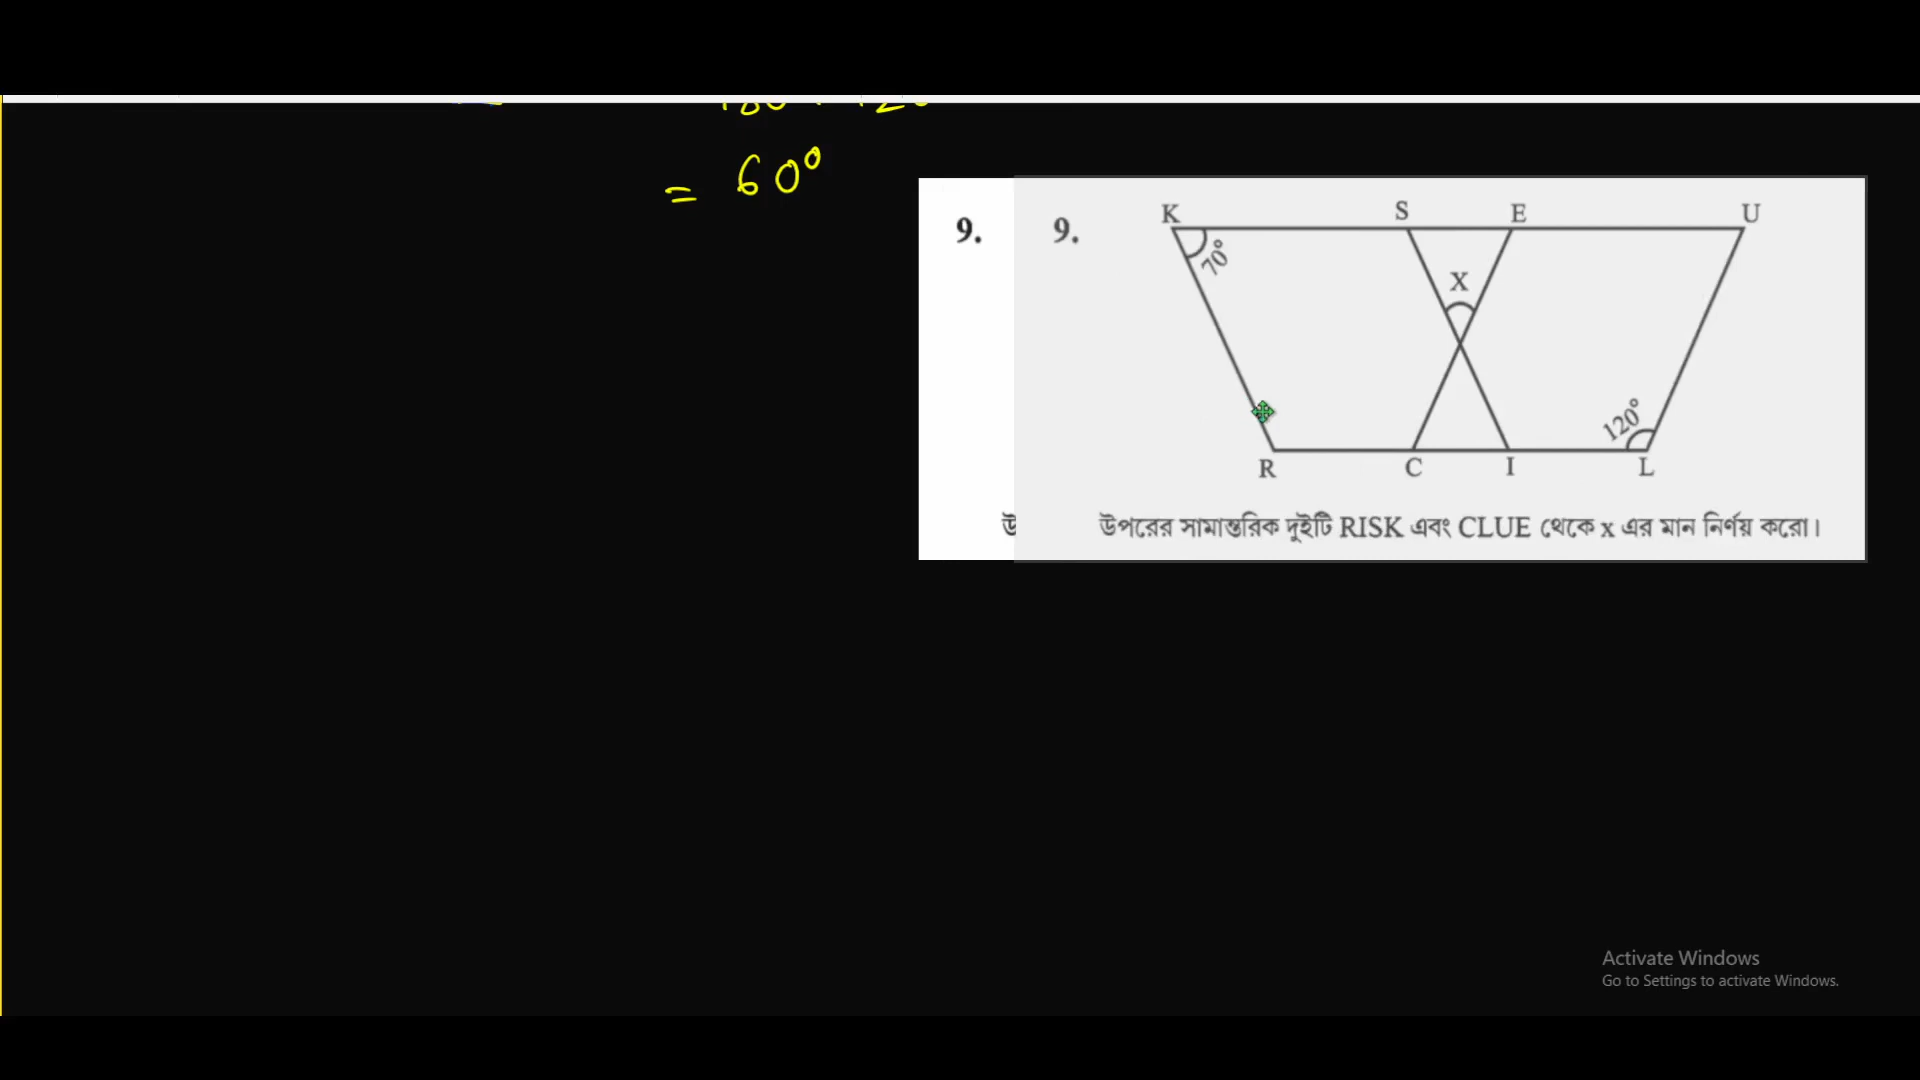 = 60°
9.
9.
K S E U
70°
X
120°
R C I L
উপরের সামান্তরিক দুইটি RISK এবং CLUE থেকে x এর মান নির্ণয় করো।
Activate Windows
Go to Settings to activate Windows.